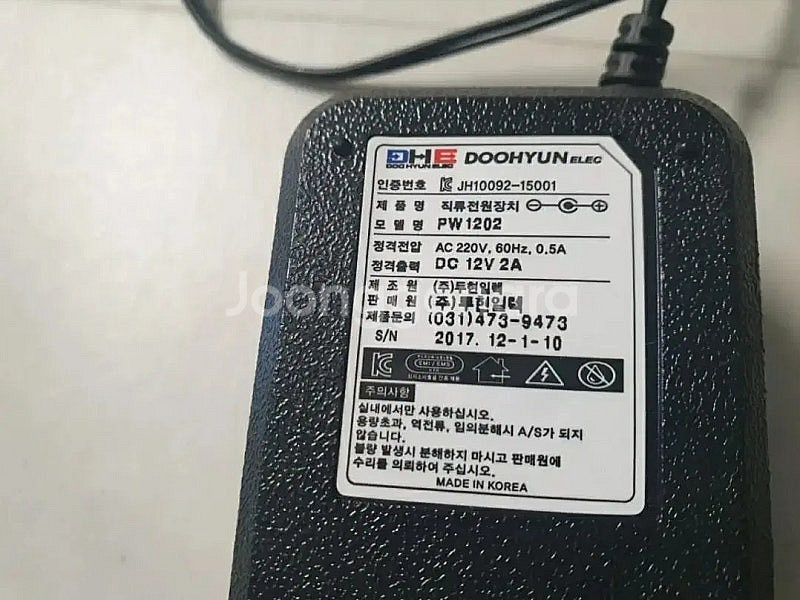 DHE DOOHYUN ELEC
DOO HYUN ELEC
인증번호 JH10092-15001
제 품 명 직류전원장치
모 델 명 PW1202
정격전압 AC 220V, 60Hz, 0.5A
정격출력 DC 12V 2A
제 조 원 (주)두현일렉
판 매 원 (주)두현일렉
제품문의 (031)473-9473
S/N 2017. 12-1-10
EMI / EMS
주의사항
실내에서만 사용하십시오.
용량초과, 역전류, 임의분해시 A/S가 되지
않습니다.
불량 발생시 분해하지 마시고 판매원에
수리를 의뢰하여 주십시오.
MADE IN KOREA
Joonggonara